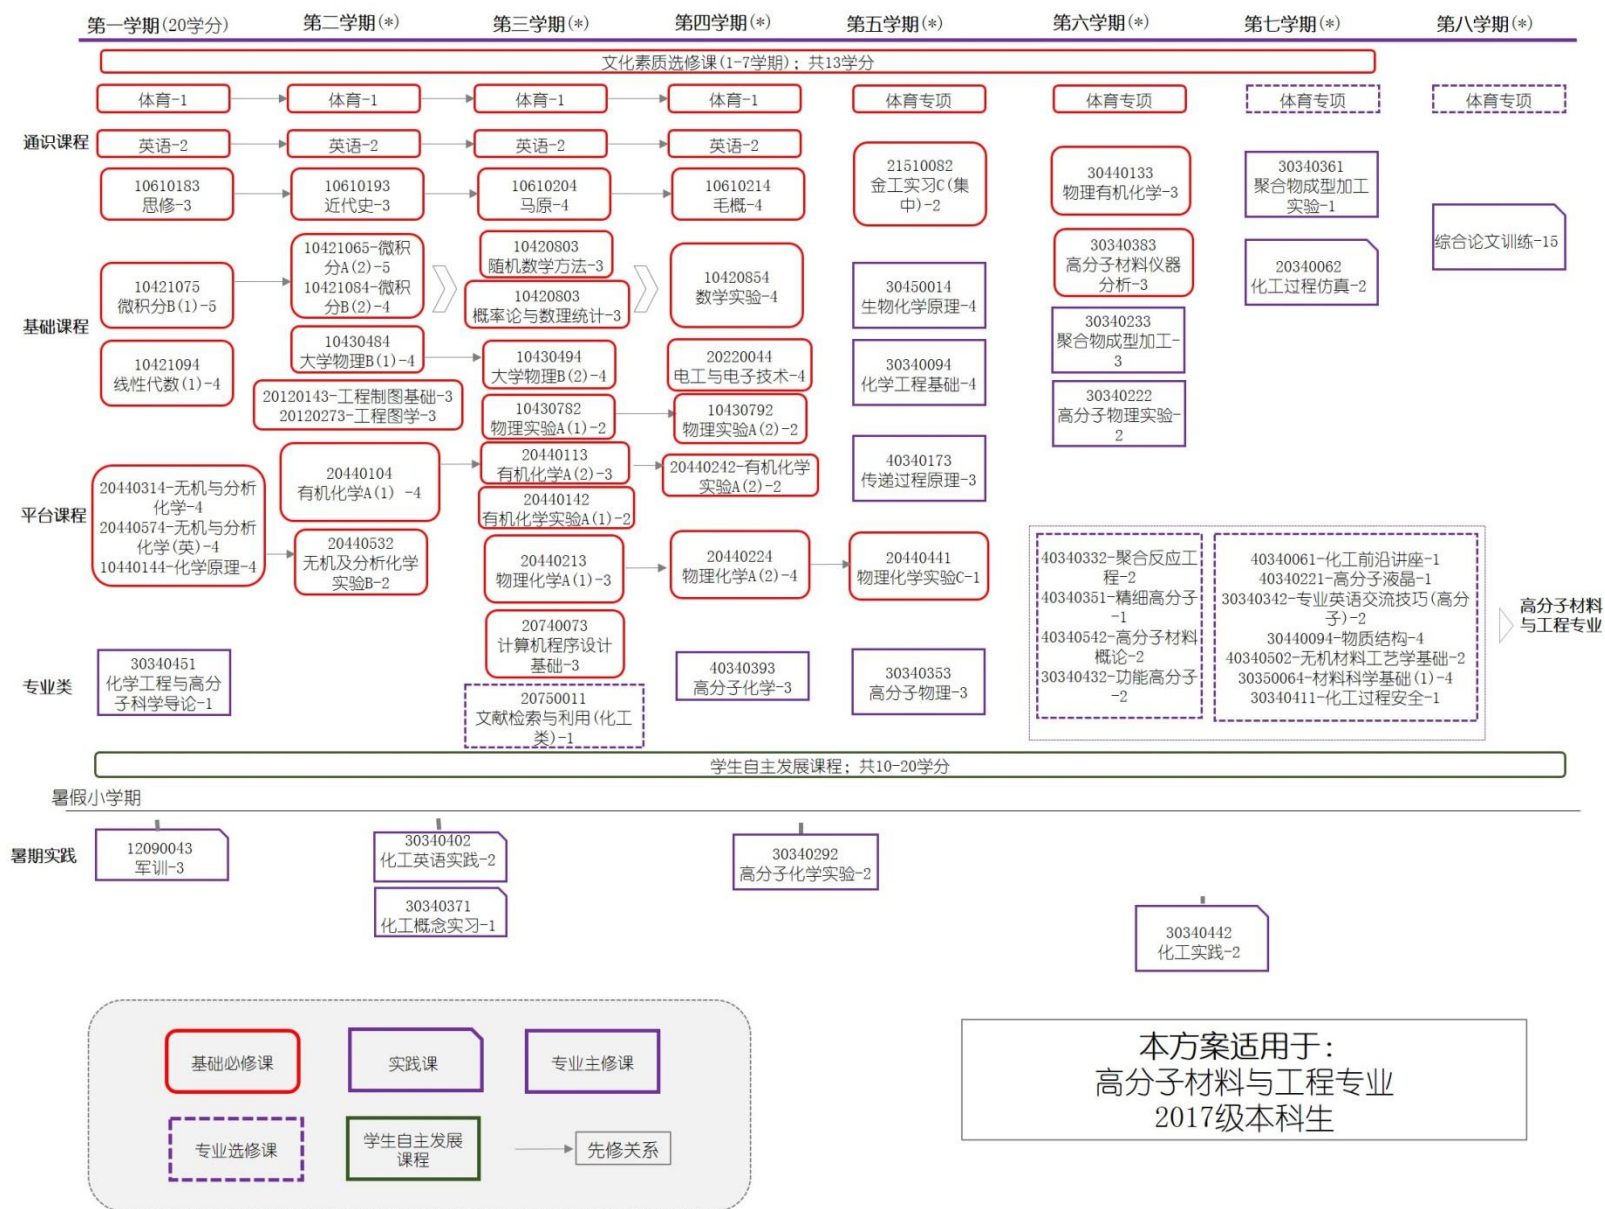 第一学期(20学分)
第二学期(*)
第三学期(*)
第四学期(*)
第五学期(*)
第六学期(*)
第七学期(*)
第八学期(*)
文化素质选修课(1-7学期); 共13学分
通识课程
体育-1
体育-1
体育-1
体育-1
体育专项
体育专项
体育专项
体育专项
英语-2
英语-2
英语-2
英语-2
10610183
思修-3
10610193
近代史-3
10610204
马原-4
10610214
毛概-4
21510082
金工实习C(集
中)-2
30440133
物理有机化学-3
30340361
聚合物成型加工
实验-1
综合论文训练-15
基础课程
10421075
微积分B(1)-5
10421065-微积
分A(2)-5
10421084-微积
分B(2)-4
10420803
随机数学方法-3
10420803
概率论与数理统计-3
10420854
数学实验-4
30450014
生物化学原理-4
30340383
高分子材料仪器
分析-3
20340062
化工过程仿真-2
10421094
线性代数(1)-4
10430484
大学物理B(1)-4
10430494
大学物理B(2)-4
20220044
电工与电子技术-4
30340094
化学工程基础-4
30340233
聚合物成型加工-
3
20120143-工程制图基础-3
20120273-工程图学-3
10430782
物理实验A(1)-2
10430792
物理实验A(2)-2
30340222
高分子物理实验-
2
平台课程
20440314-无机与分析
化学-4
20440574-无机与分析
化学(英)-4
10440144-化学原理-4
20440104
有机化学A(1) -4
20440113
有机化学A(2)-3
20440242-有机化学
实验A(2)-2
40340173
传递过程原理-3
20440142
有机化学实验A(1)-2
20440532
无机及分析化学
实验B-2
20440213
物理化学A(1)-3
20440224
物理化学A(2)-4
20440441
物理化学实验C-1
20740073
计算机程序设计
基础-3
40340332-聚合反应工
程-2
40340351-精细高分子
-1
40340542-高分子材料
概论-2
30340432-功能高分子
-2
40340061-化工前沿讲座-1
40340221-高分子液晶-1
30340342-专业英语交流技巧(高分
子)-2
30440094-物质结构-4
40340502-无机材料工艺学基础-2
30350064-材料科学基础(1)-4
30340411-化工过程安全-1
高分子材料
与工程专业
专业类
30340451
化学工程与高分
子科学导论-1
20750011
文献检索与利用(化工
类)-1
40340393
高分子化学-3
30340353
高分子物理-3
学生自主发展课程; 共10-20学分
暑假小学期
暑期实践
12090043
军训-3
30340402
化工英语实践-2
30340371
化工概念实习-1
30340292
高分子化学实验-2
30340442
化工实践-2
基础必修课
实践课
专业主修课
专业选修课
学生自主发展
课程
先修关系
本方案适用于:
高分子材料与工程专业
2017级本科生